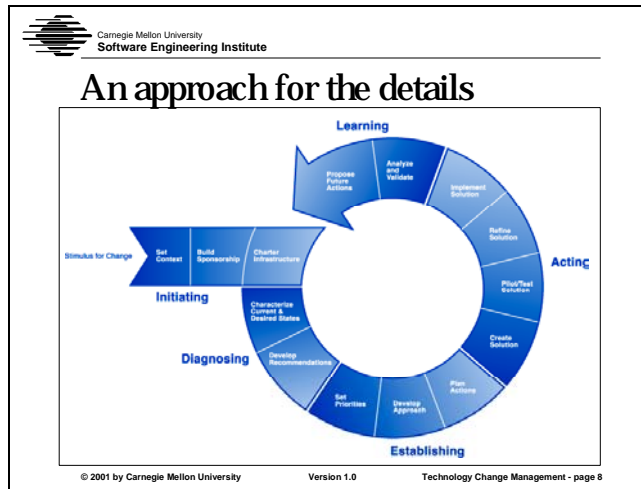 Carnegie Mellon University
Software Engineering Institute
An approach for the details
Learning
Propose
Future
Actions
Analyze
and
Validate
Implement
Solution
Refine
Solution
Stimulus for Change
Set
Context
Build
Sponsorship
Charter
Infrastructure
Acting
Pilot/Test
Solution
Initiating
Characterize
Current &
Desired States
Create
Solution
Diagnosing
Develop
Recommendations
Plan
Actions
Set
Priorities
Develop
Approach
Establishing
© 2001 by Carnegie Mellon University Version 1.0 Technology Change Management - page 8